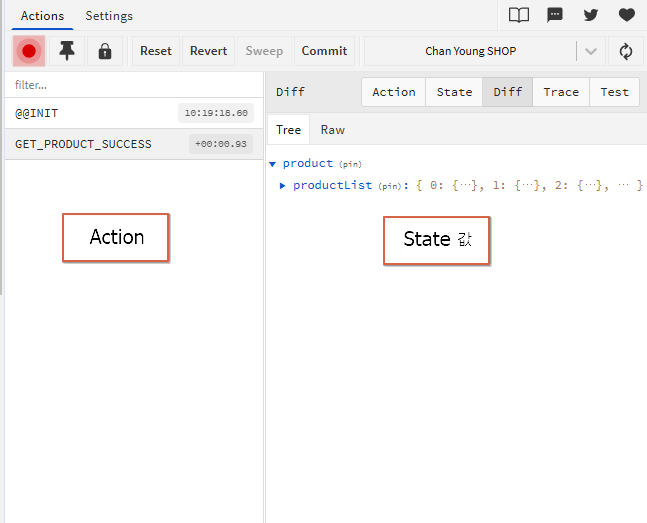 Actions Settings
Reset Revert Sweep Commit Chan Young SHOP
filter...
Diff Action State Diff Trace Test
@@INIT 10:19:18.60
Tree Raw
GET_PRODUCT_SUCCESS +00:00.93
product (pin)
productList (pin): { 0: {…}, 1: {…}, 2: {…}, … }
Action
State 값